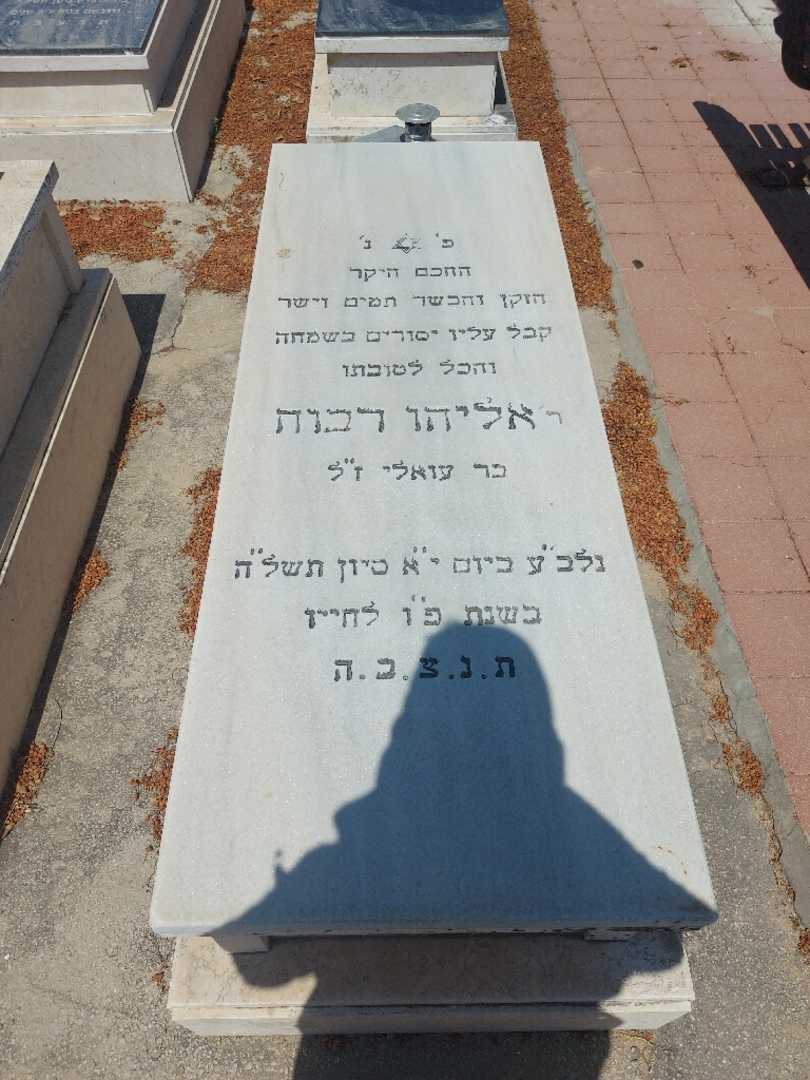 פ' נ'
החכם היקר
הזקן והכשר תמים וישר
קבל עליו יסורים בשמחה
והכל לטובתו
ר' אליהו רבוה
בר עואלי ז"ל
נלב"ע ביום י"א סיון תשל"ה
בשנת פ"ו לחייו
ת.נ.צ.ב.ה